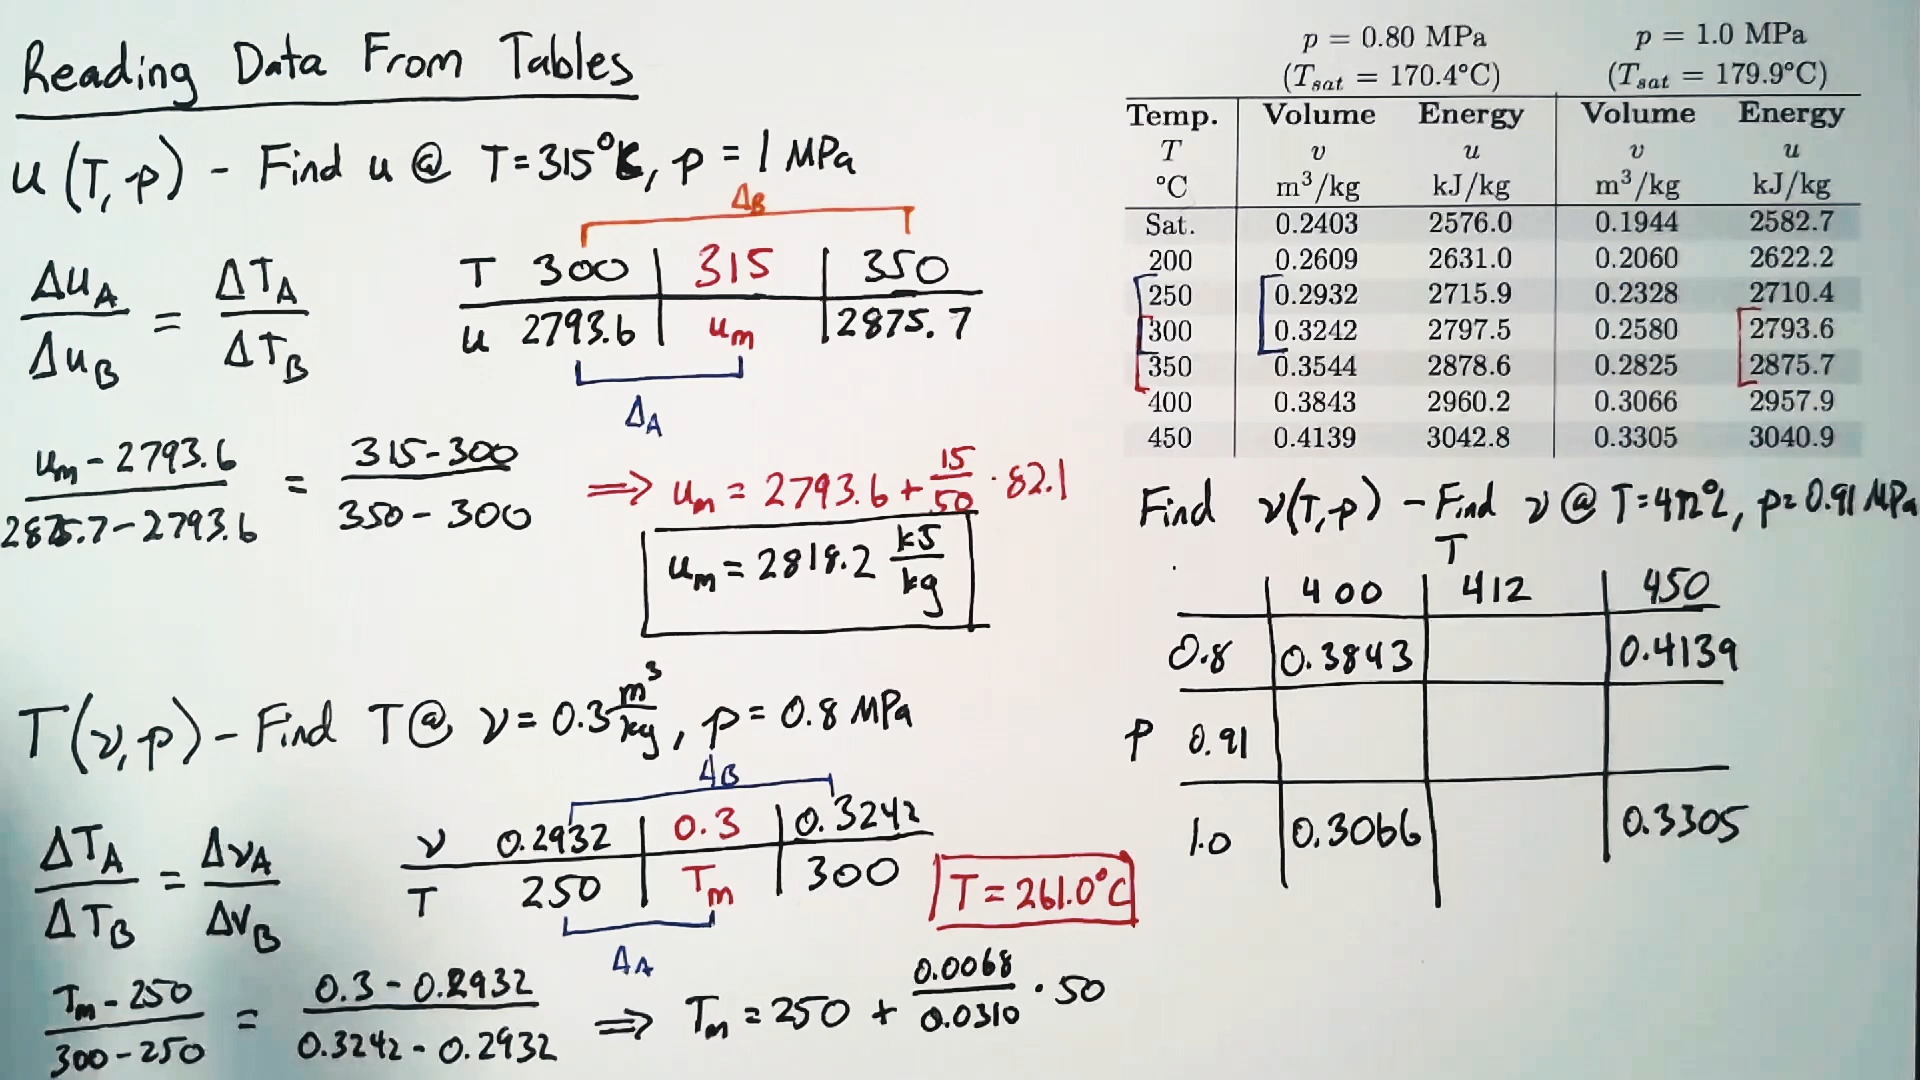 Reading Data From Tables
u(T,p) - Find u @ T=315°C, p = 1 MPa
ΔB
ΔuA / ΔuB = ΔTA / ΔTB
T 300 | 315 | 350
u 2793.6 | um | 2875.7
ΔA
um - 2793.6 / 2875.7 - 2793.6 = 315-300 / 350-300 ⟹ um = 2793.6 + 15/50 · 82.1
um = 2818.2 kJ/kg
T(v,p) - Find T @ v = 0.3 m³/kg, p = 0.8 MPa
ΔB
ΔTA / ΔTB = ΔvA / ΔvB
v 0.2932 | 0.3 | 0.3242
T 250 | Tm | 300
T = 261.0°C
ΔA
Tm - 250 / 300 - 250 = 0.3 - 0.2932 / 0.3242 - 0.2932 ⟹ Tm = 250 + 0.0068/0.0310 · 50
p = 0.80 MPa p = 1.0 MPa
(Tsat = 170.4°C) (Tsat = 179.9°C)
Temp. Volume Energy Volume Energy
T v u v u
°C m³/kg kJ/kg m³/kg kJ/kg
Sat. 0.2403 2576.0 0.1944 2582.7
200 0.2609 2631.0 0.2060 2622.2
250 0.2932 2715.9 0.2328 2710.4
300 0.3242 2797.5 0.2580 2793.6
350 0.3544 2878.6 0.2825 2875.7
400 0.3843 2960.2 0.3066 2957.9
450 0.4139 3042.8 0.3305 3040.9
Find v(T,p) - Find v @ T=412°C, p=0.91 MPa
T
400 | 412 | 450
0.8 | 0.3843 | | 0.4139
p 0.91
1.0 | 0.3066 | | 0.3305